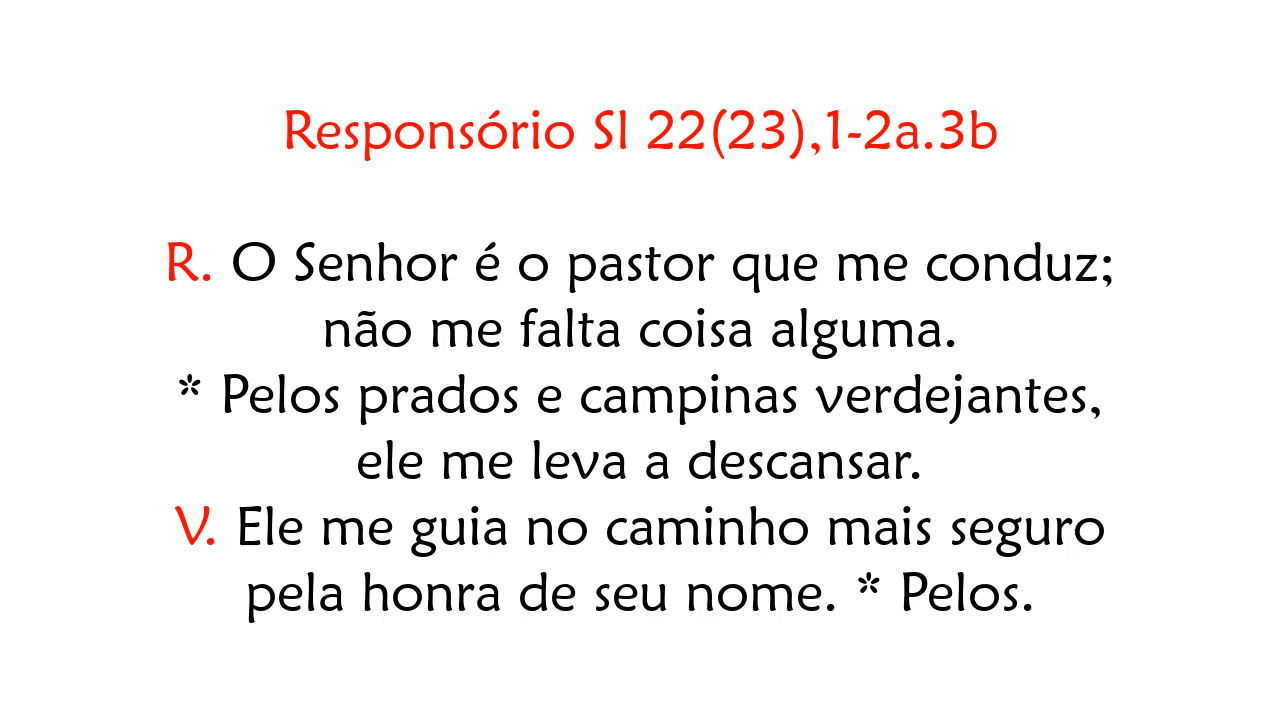 Responsório Sl 22(23),1-2a.3b
R. O Senhor é o pastor que me conduz;
não me falta coisa alguma.
* Pelos prados e campinas verdejantes,
ele me leva a descansar.
V. Ele me guia no caminho mais seguro
pela honra de seu nome. * Pelos.